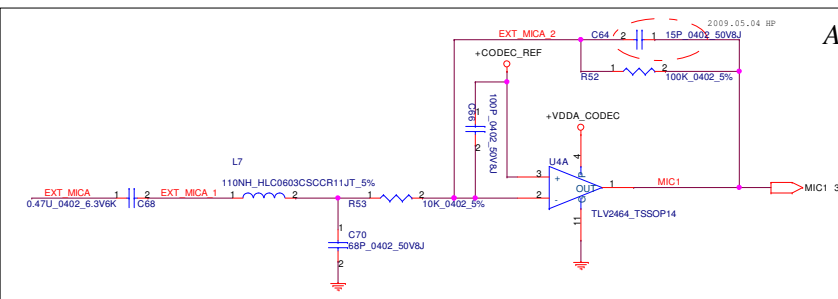 2009.05.04 HP
A
EXT_MICA_2
C64 2 1 15P_0402_50V8J
+CODEC_REF
1 2
R52 100K_0402_5%
C66
1
2
100P_0402_50V8J
+VDDA_CODEC
U4A
4
3 +
OUT 1 MIC1
MIC1 3
2 -
11
TLV2464_TSSOP14
L7
110NH_HLC0603CSCCR11JT_5%
EXT_MICA 1 2 EXT_MICA_1 1 2
0.47U_0402_6.3V6K C68
R53 1 2 10K_0402_5%
C70
1
68P_0402_50V8J
2